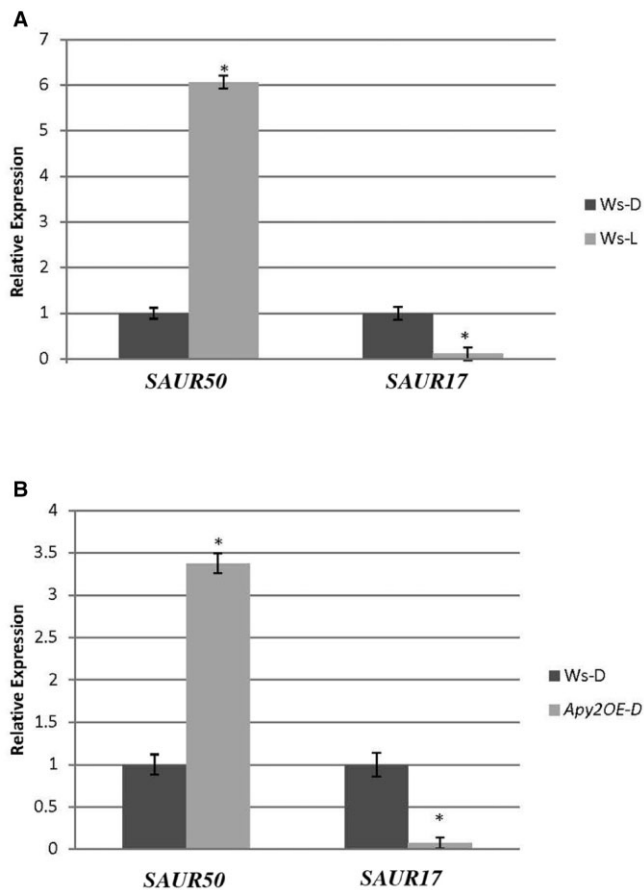 A
Relative Expression
7
6
5
4
3
2
1
0
*
*
SAUR50
SAUR17
Ws-D
Ws-L
B
Relative Expression
4
3.5
3
2.5
2
1.5
1
0.5
0
*
*
SAUR50
SAUR17
Ws-D
Apy2OE-D